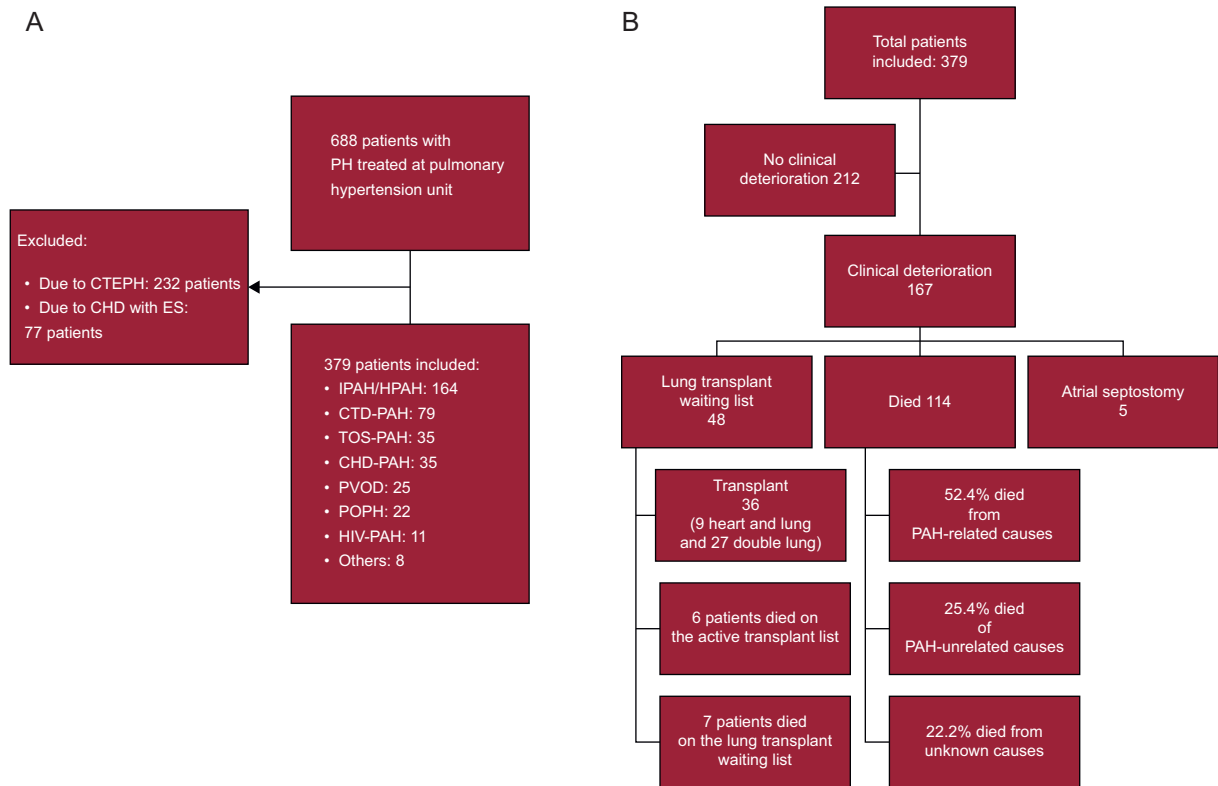 A
688 patients with
PH treated at pulmonary
hypertension unit
Excluded:
• Due to CTEPH: 232 patients
• Due to CHD with ES:
77 patients
379 patients included:
• IPAH/HPAH: 164
• CTD-PAH: 79
• TOS-PAH: 35
• CHD-PAH: 35
• PVOD: 25
• POPH: 22
• HIV-PAH: 11
• Others: 8
B
Total patients
included: 379
No clinical
deterioration 212
Clinical deterioration
167
Lung transplant
waiting list
48
Died 114
Atrial septostomy
5
Transplant
36
(9 heart and lung
and 27 double lung)
6 patients died on
the active transplant list
7 patients died
on the lung transplant
waiting list
52.4% died
from
PAH-related causes
25.4% died
of
PAH-unrelated causes
22.2% died from
unknown causes